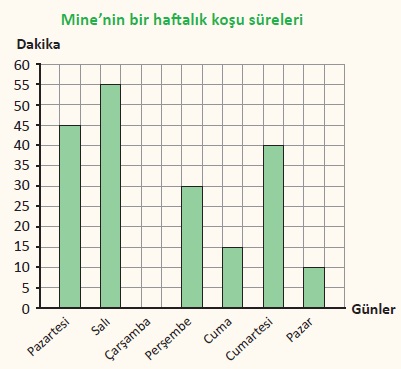 Mine'nin bir haftalık koşu süreleri
Dakika
60
55
50
45
40
35
30
25
20
15
10
5
0
Günler
Pazartesi
Salı
Çarşamba
Perşembe
Cuma
Cumartesi
Pazar